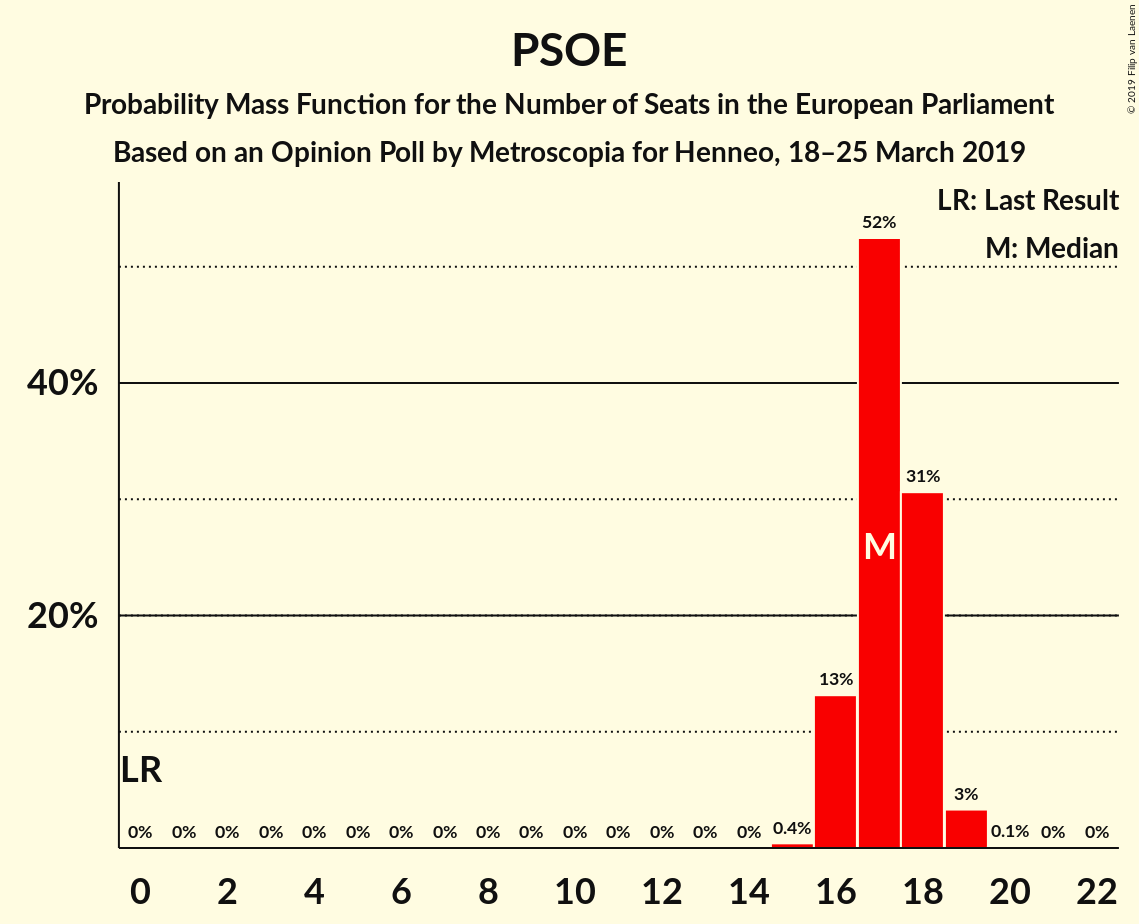 PSOE
Probability Mass Function for the Number of Seats in the European Parliament
Based on an Opinion Poll by Metroscopia for Henneo, 18–25 March 2019
© 2019 Filip van Laenen
LR: Last Result
M: Median
52%
40%
31%
M
20%
13%
LR
3%
0% 0% 0% 0% 0% 0% 0% 0% 0% 0% 0% 0% 0% 0% 0% 0.4% 0.1% 0% 0%
0 2 4 6 8 10 12 14 16 18 20 22